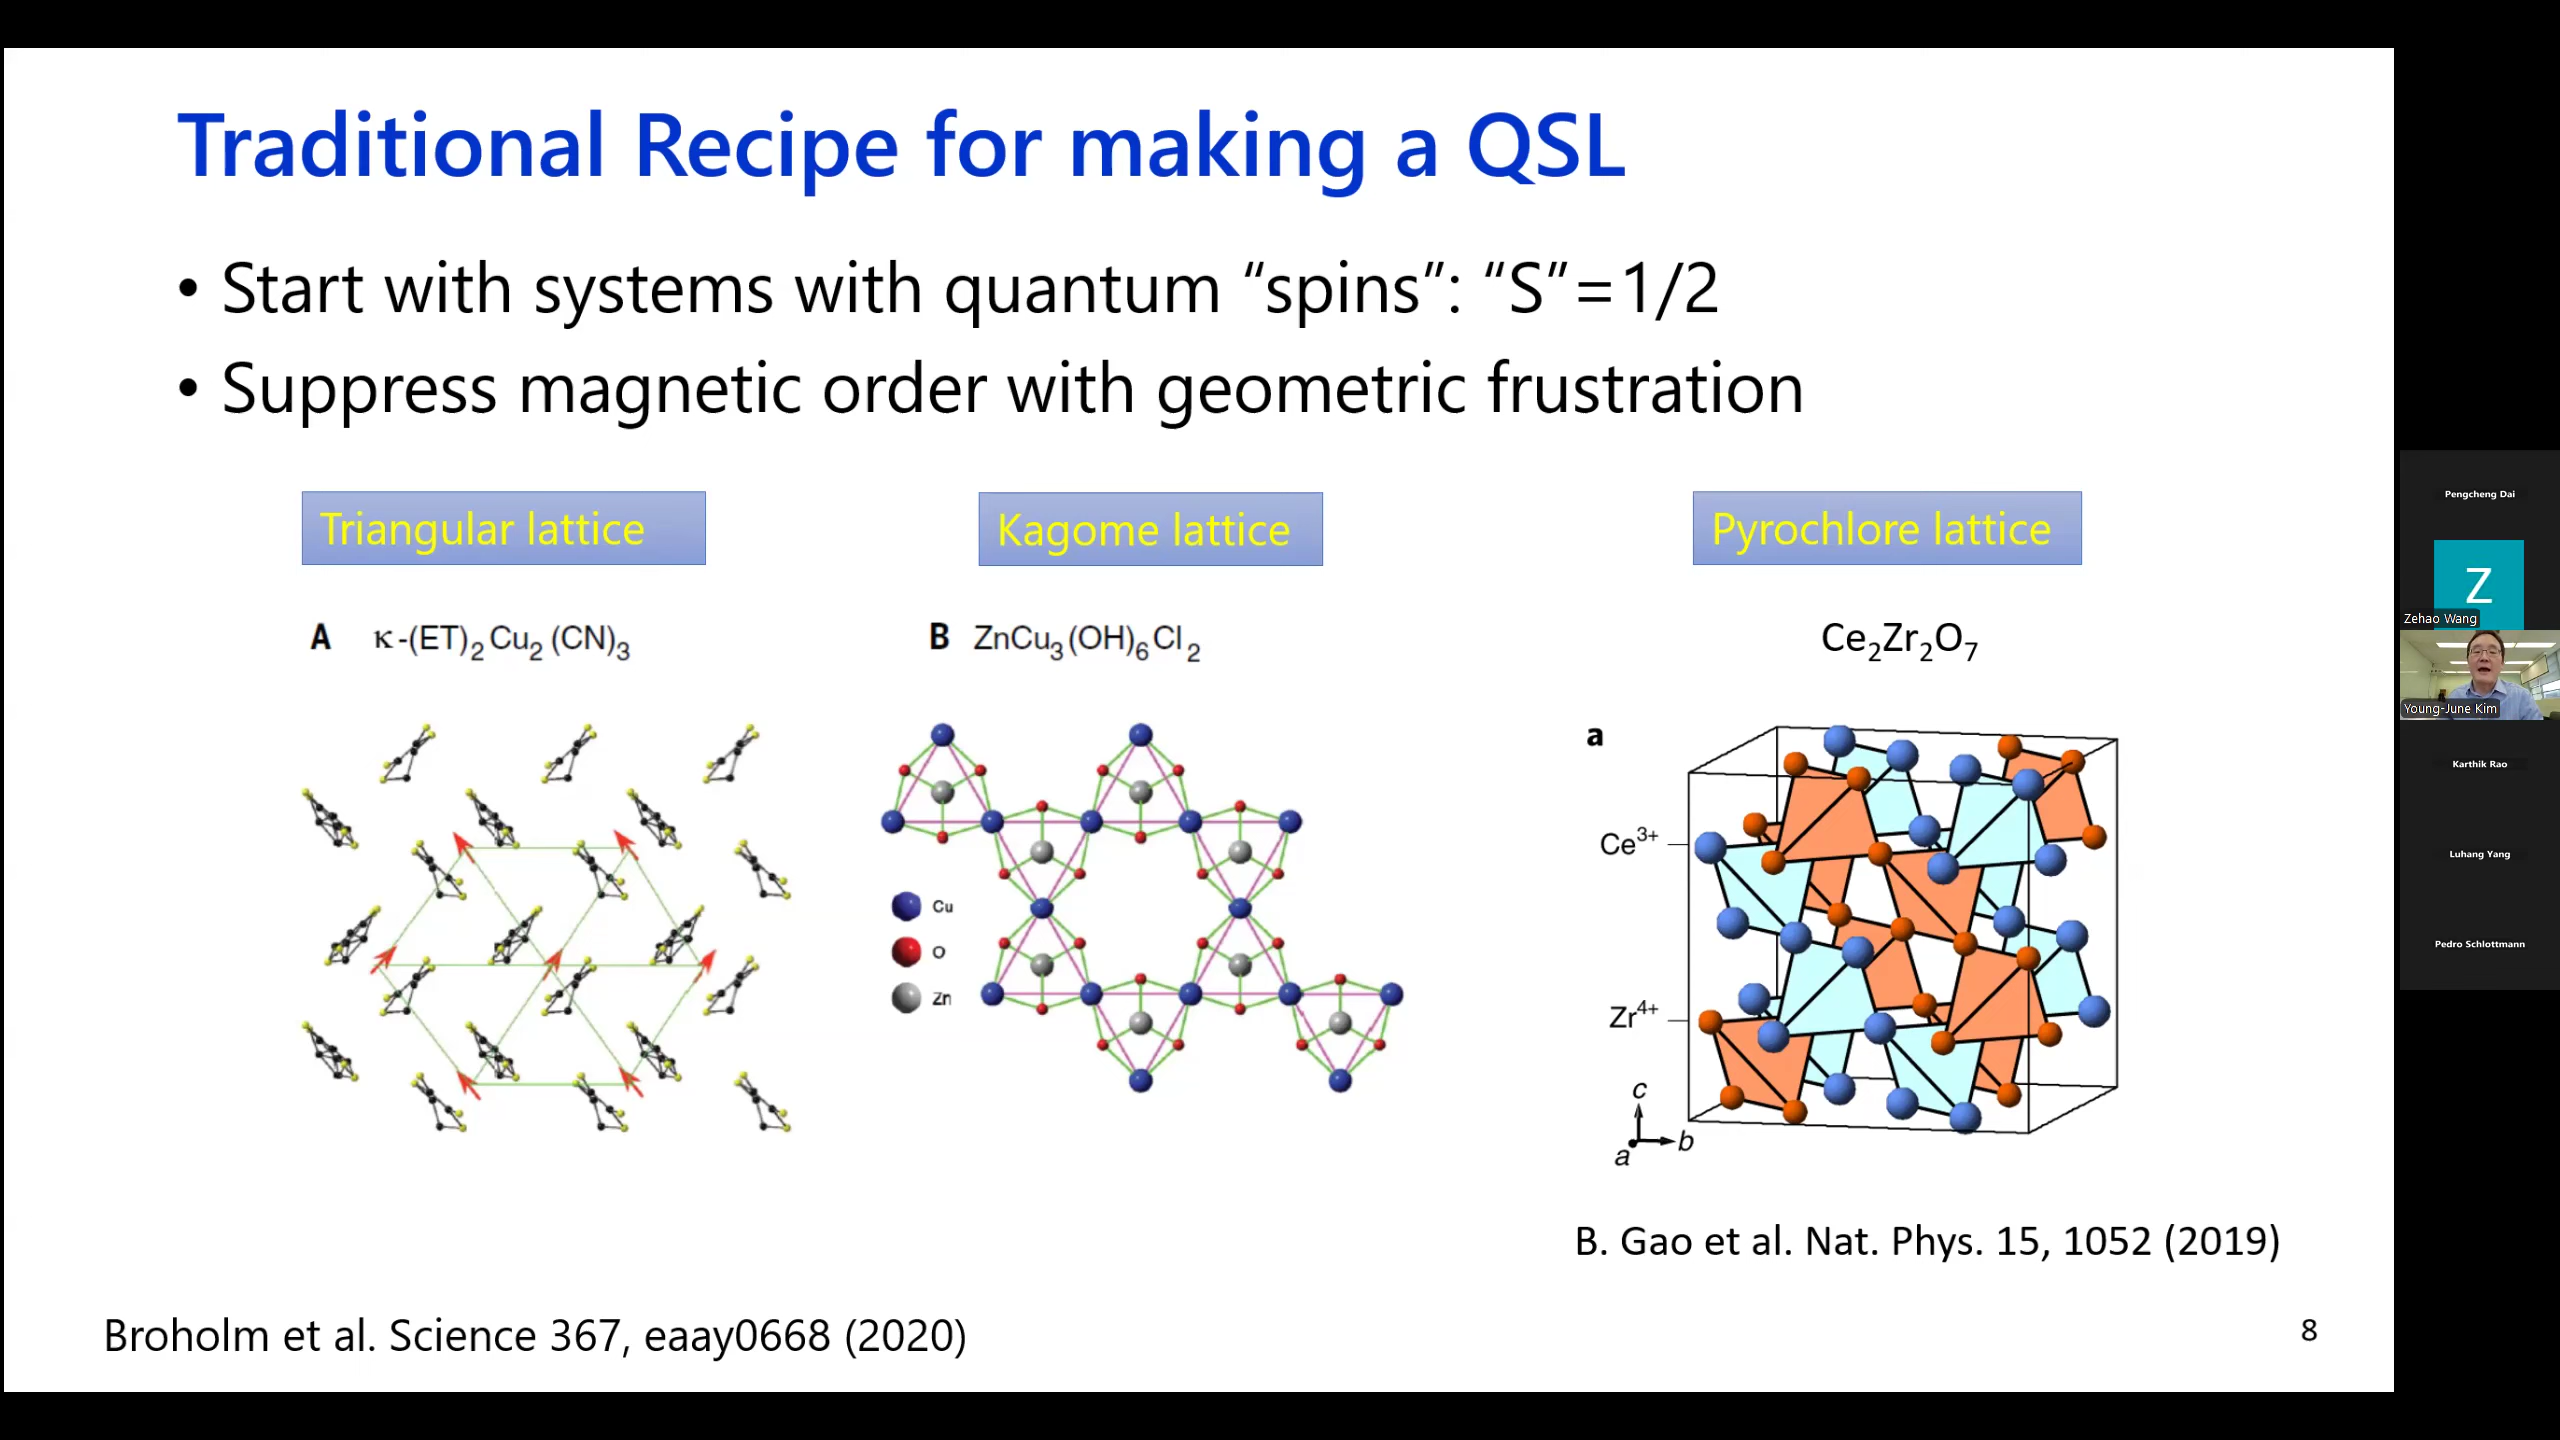 Traditional Recipe for making a QSL
• Start with systems with quantum “spins”: “S”=1/2
• Suppress magnetic order with geometric frustration
Triangular lattice
Kagome lattice
Pyrochlore lattice
A κ-(ET)₂Cu₂(CN)₃
B ZnCu₃(OH)₆Cl₂
Ce₂Zr₂O₇
a
Ce³⁺
Zr⁴⁺
Cu
O
Zn
c
b
a
B. Gao et al. Nat. Phys. 15, 1052 (2019)
Broholm et al. Science 367, eaay0668 (2020)
8
Pengcheng Dai
Z
Zehao Wang
Young-June Kim
Karthik Rao
Luhang Yang
Pedro Schlottmann